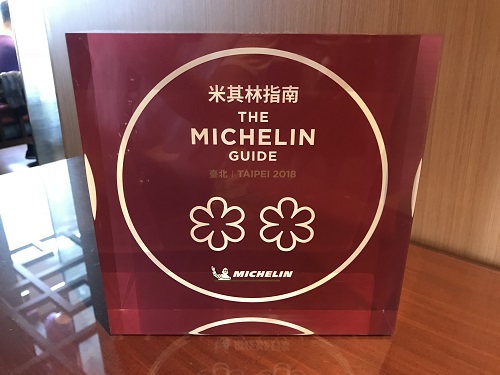 米其林指南
THE
MICHELIN
GUIDE
臺北 | TAIPEI 2018
MICHELIN